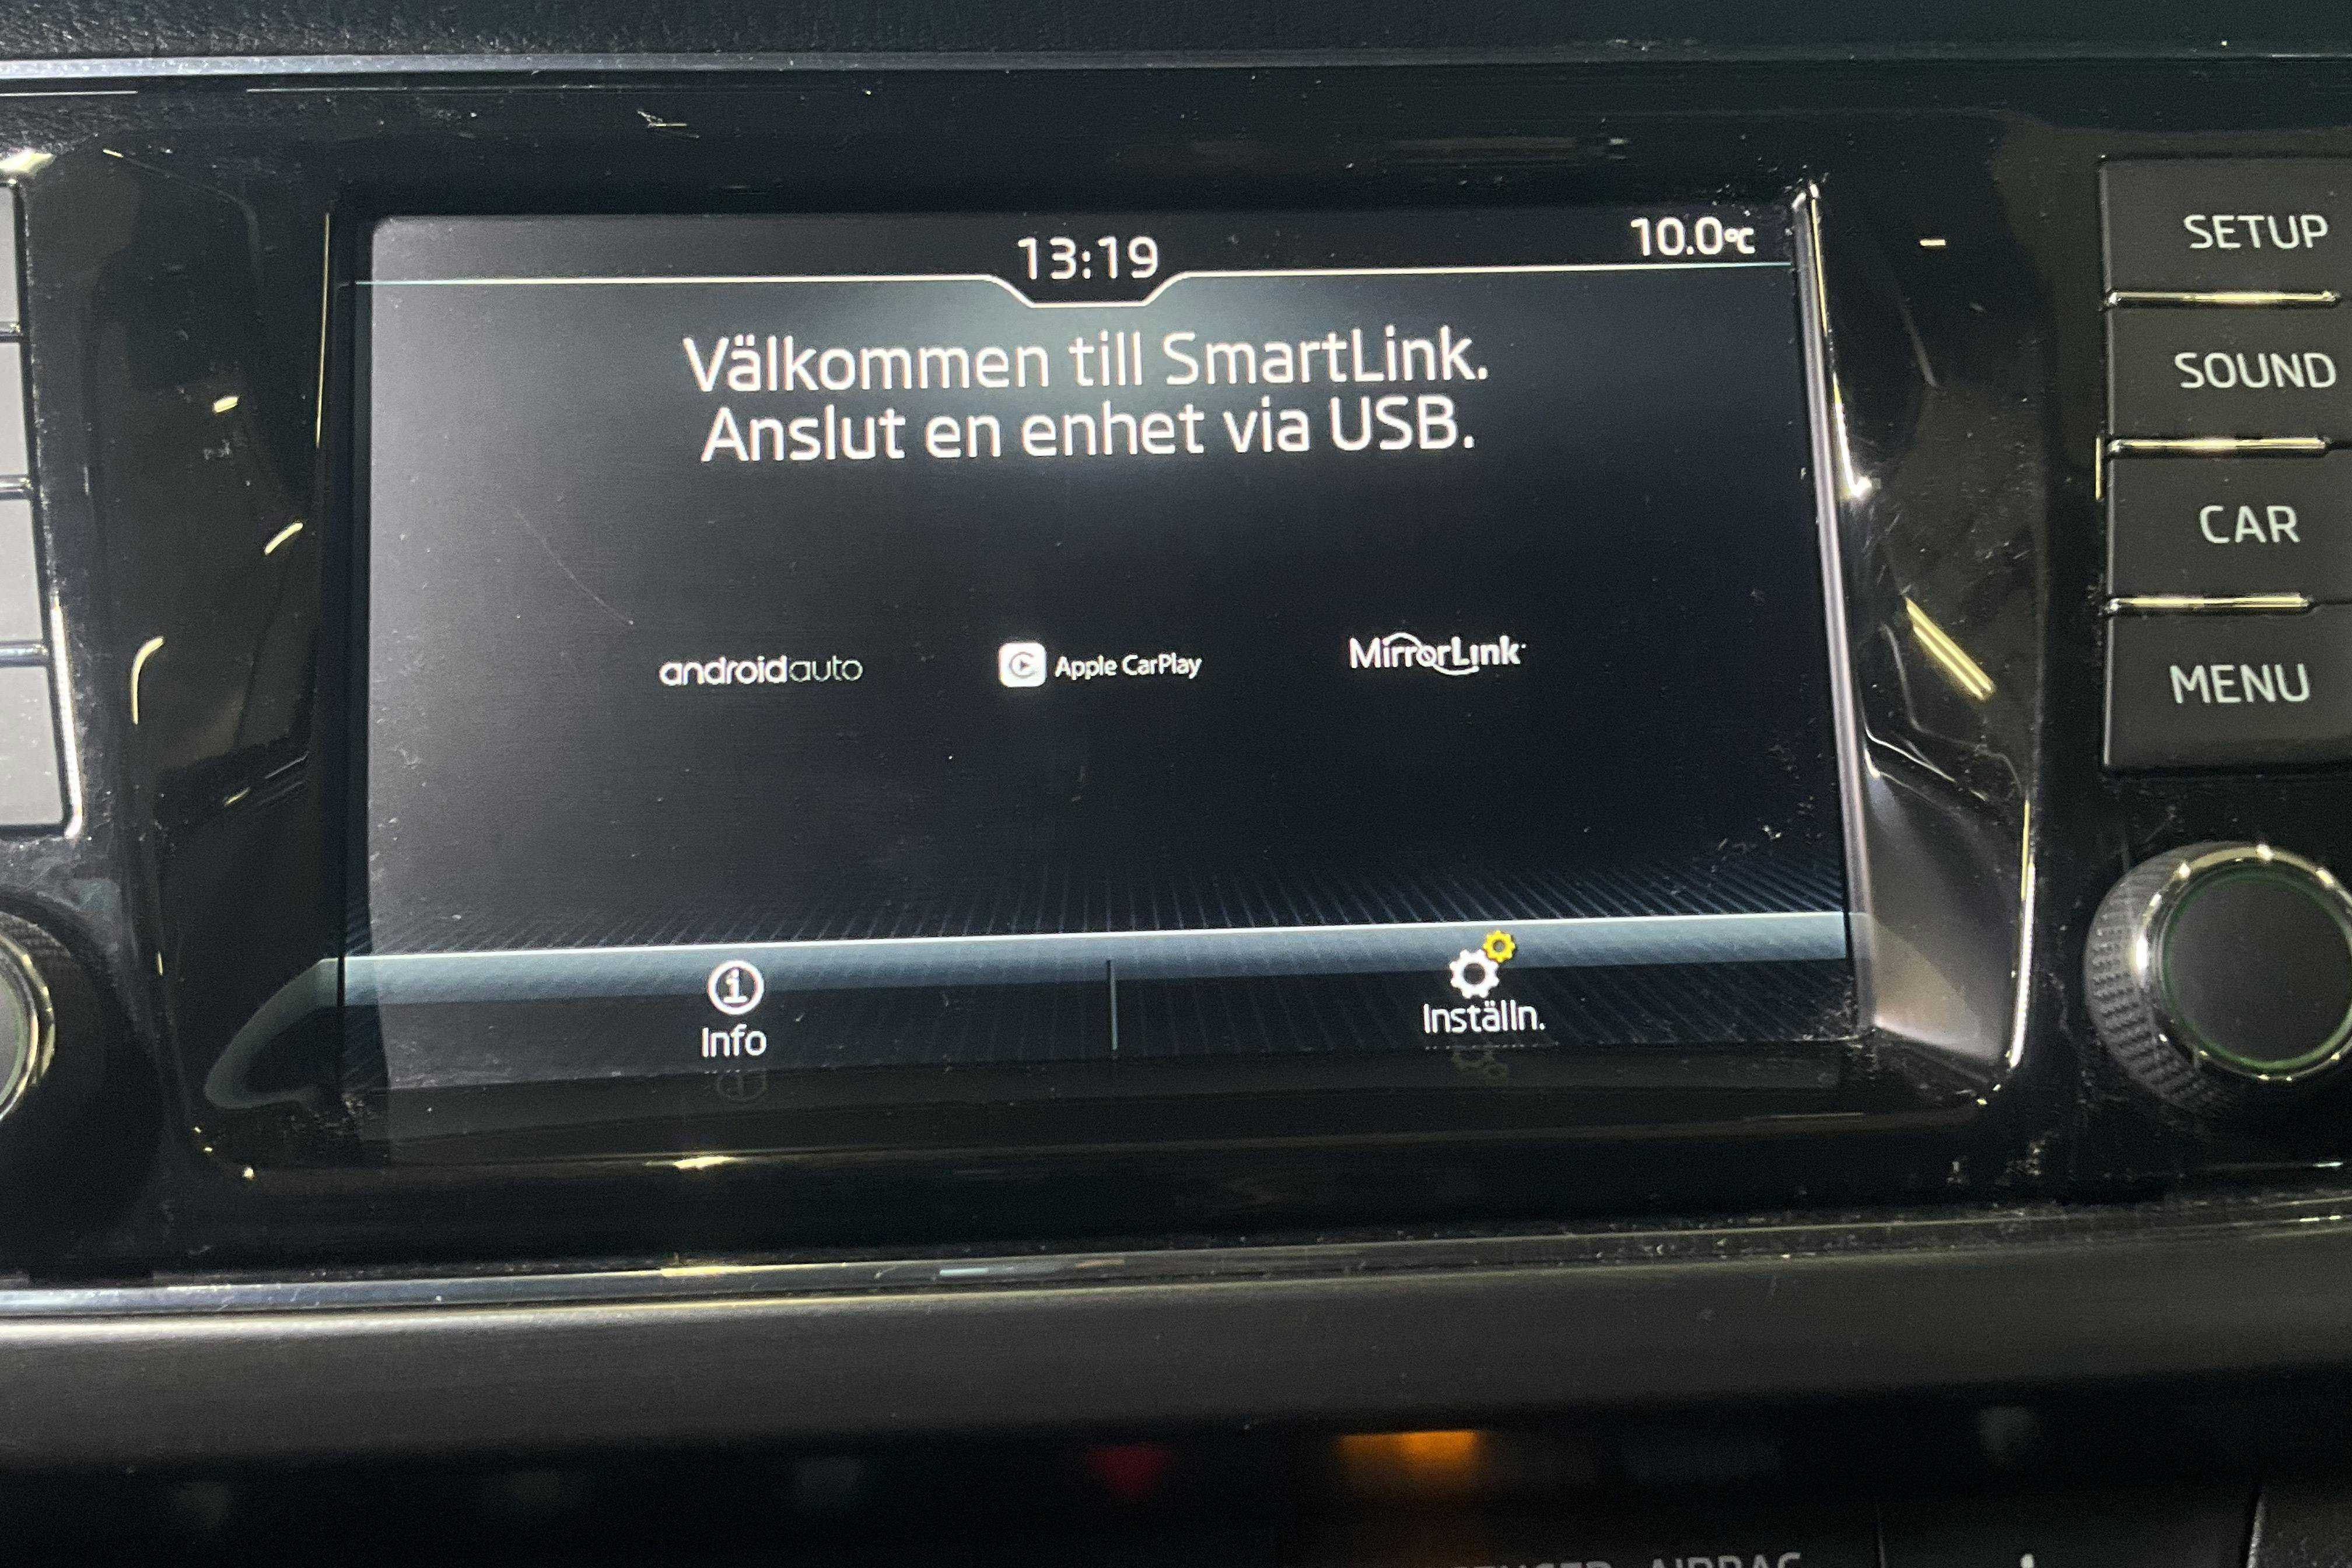 13:19
10.0°C
Välkommen till SmartLink.
Anslut en enhet via USB.
androidauto
Apple CarPlay
MirrorLink
Info
Inställn.
SETUP
SOUND
CAR
MENU
AIRBAG